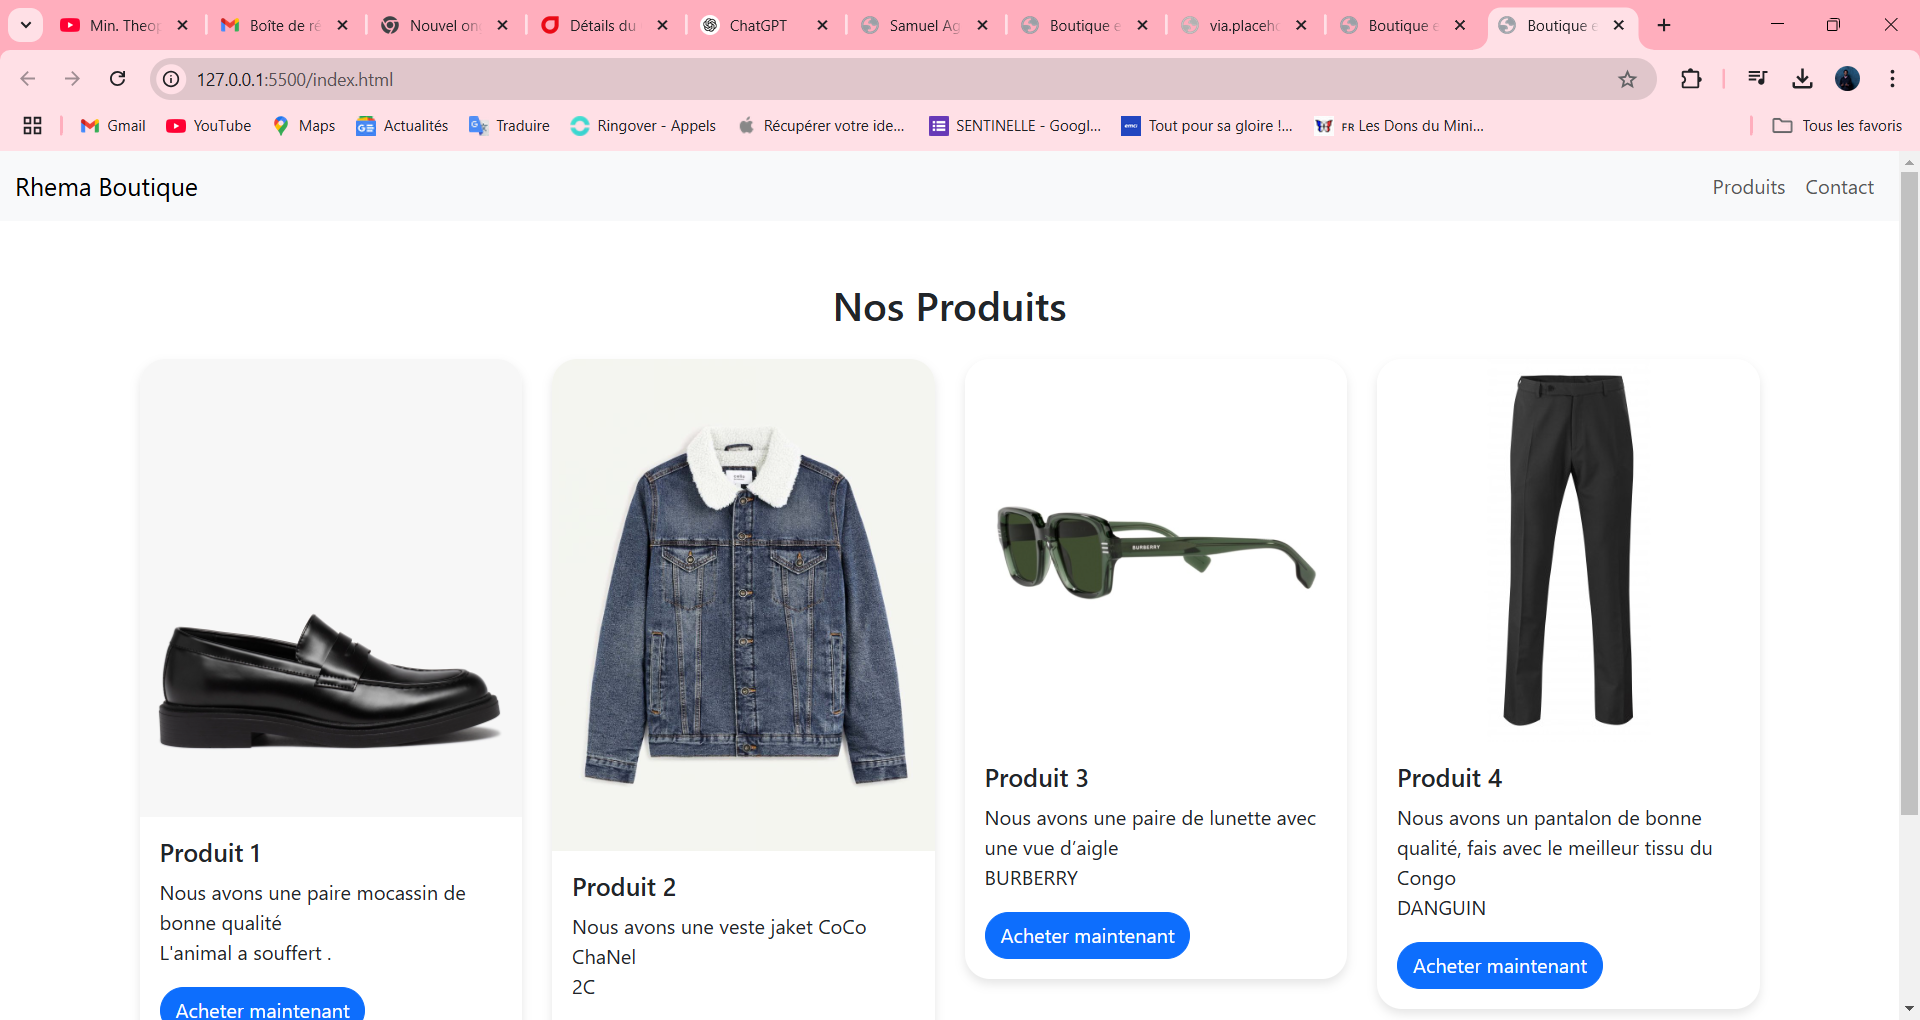 Min. Theop
Boîte de ré
Nouvel ong
Détails du
ChatGPT
Samuel Ag
Boutique e
via.placeho
Boutique e
Boutique e
127.0.0.1:5500/index.html
Gmail
YouTube
Maps
Actualités
Traduire
Ringover - Appels
Récupérer votre ide...
SENTINELLE - Googl...
Tout pour sa gloire !...
FR Les Dons du Mini...
Tous les favoris
Rhema Boutique
Produits
Contact
Nos Produits
BURBERRY
Produit 1
Nous avons une paire mocassin de
bonne qualité
L'animal a souffert .
Acheter maintenant
Produit 2
Nous avons une veste jaket CoCo
ChaNel
2C
Produit 3
Nous avons une paire de lunette avec
une vue d’aigle
BURBERRY
Acheter maintenant
Produit 4
Nous avons un pantalon de bonne
qualité, fais avec le meilleur tissu du
Congo
DANGUIN
Acheter maintenant